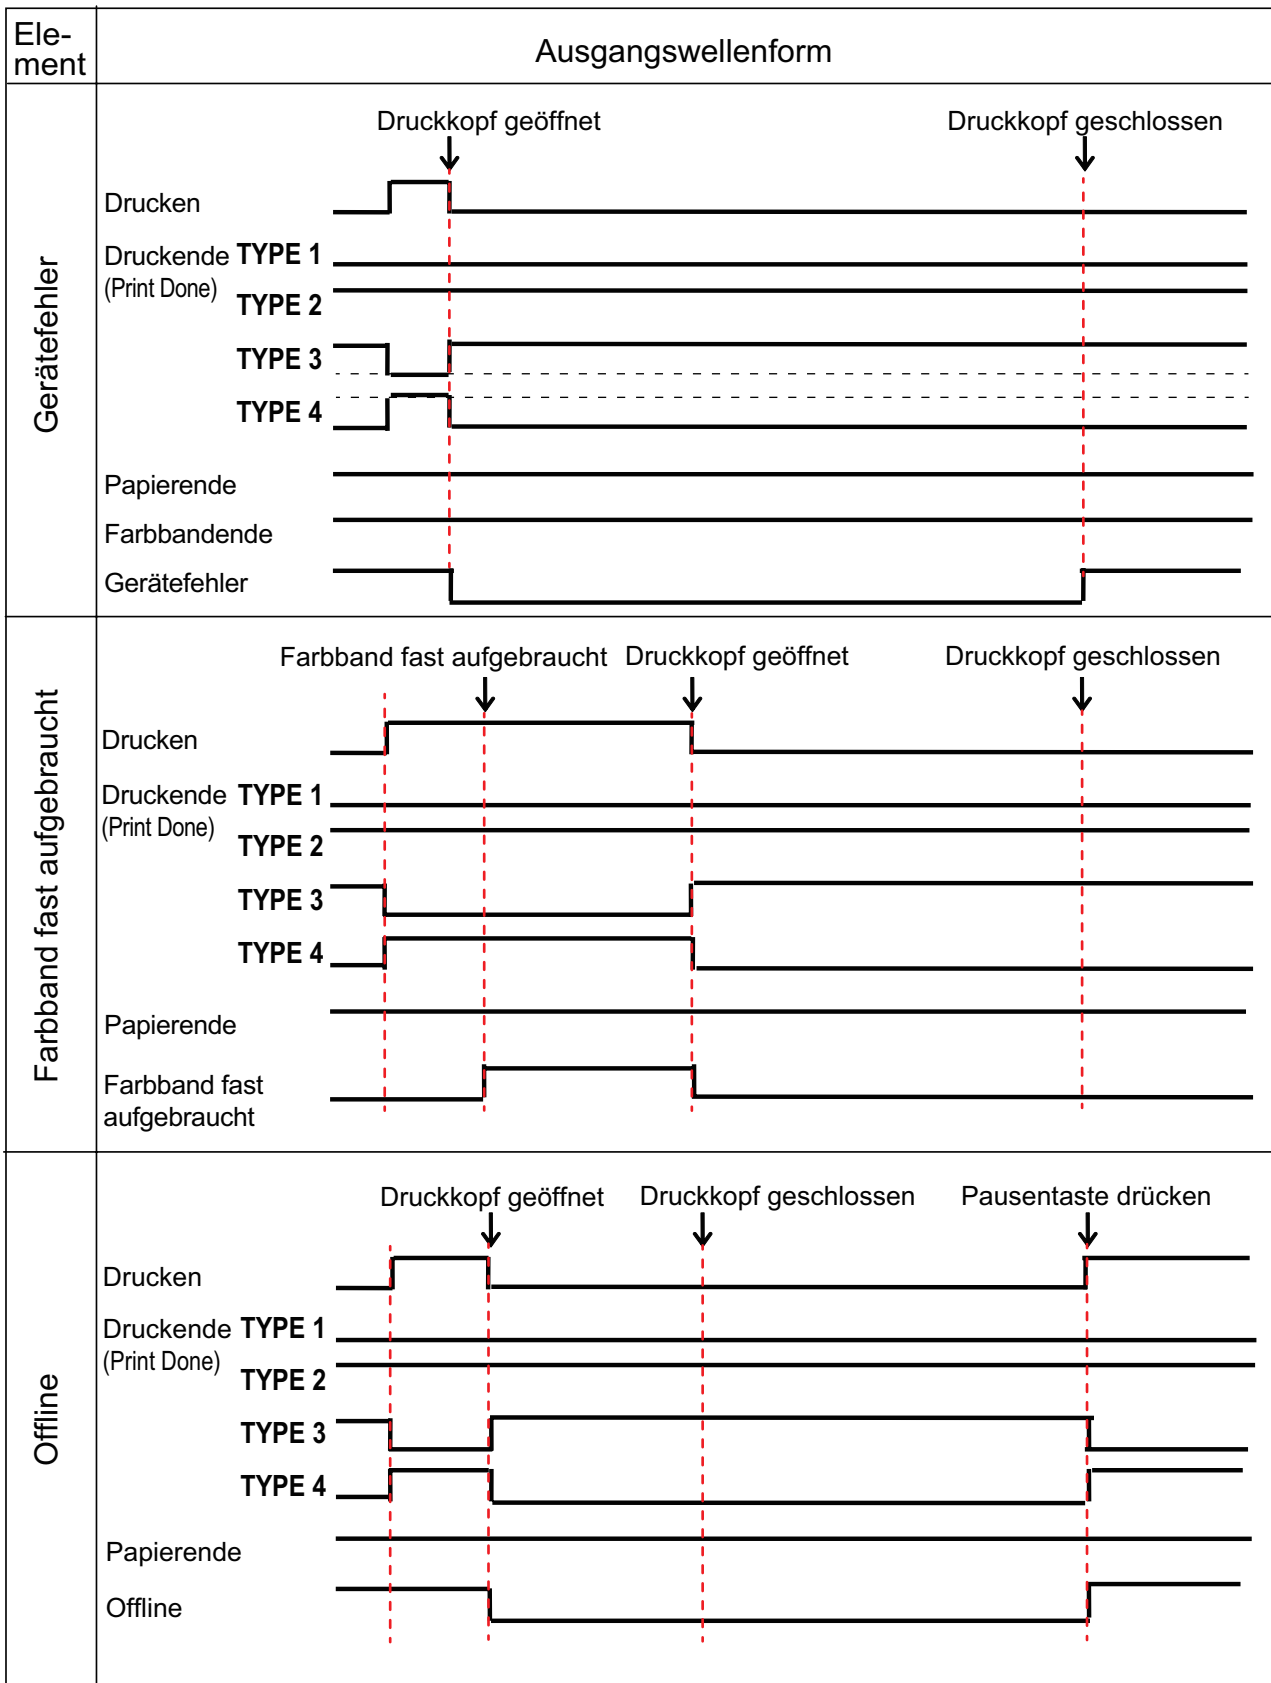 Ele-
ment
Ausgangswellenform
Gerätefehler
Druckkopf geöffnet
Druckkopf geschlossen
Drucken
Druckende TYPE 1
(Print Done)
TYPE 2
TYPE 3
TYPE 4
Papierende
Farbbandende
Gerätefehler
Farbband fast aufgebraucht
Farbband fast aufgebraucht
Druckkopf geöffnet
Druckkopf geschlossen
Drucken
Druckende TYPE 1
(Print Done)
TYPE 2
TYPE 3
TYPE 4
Papierende
Farbband fast
aufgebraucht
Offline
Druckkopf geöffnet
Druckkopf geschlossen
Pausentaste drücken
Drucken
Druckende TYPE 1
(Print Done)
TYPE 2
TYPE 3
TYPE 4
Papierende
Offline